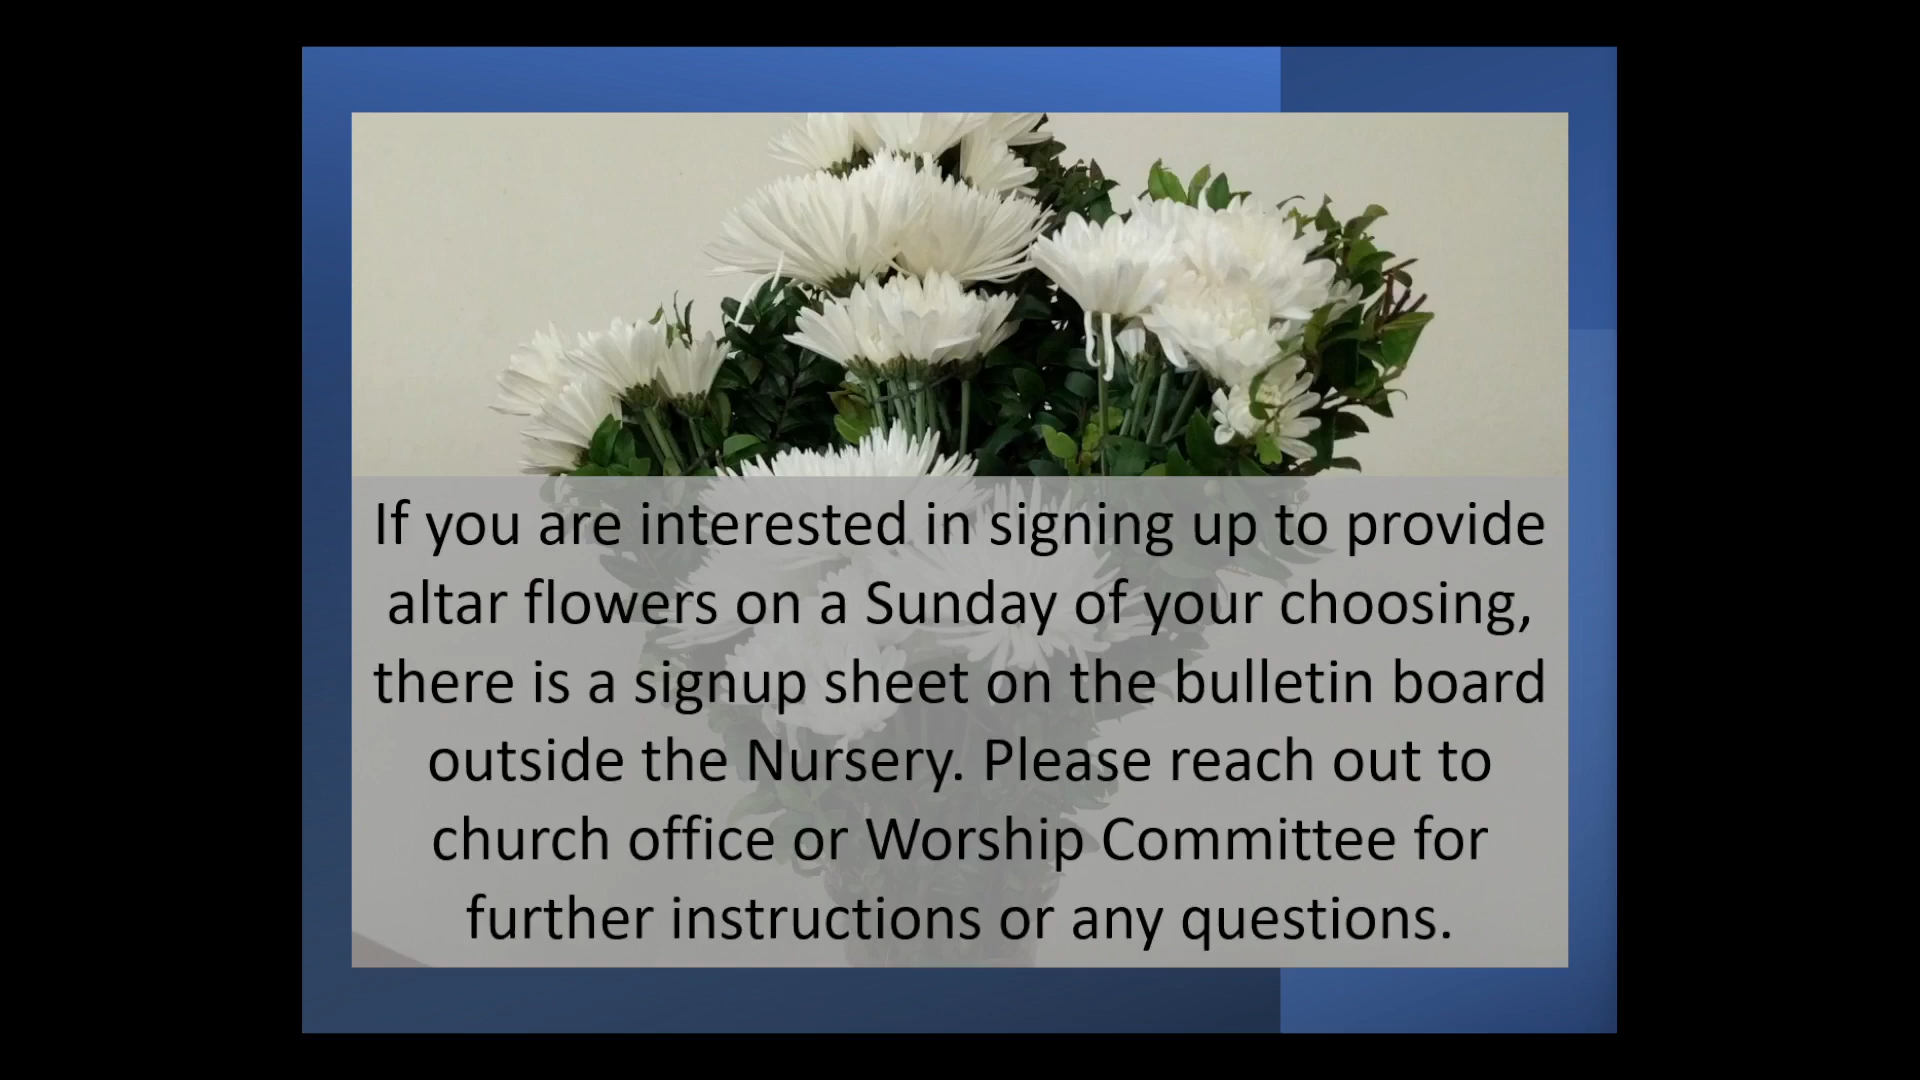 If you are interested in signing up to provide
altar flowers on a Sunday of your choosing,
there is a signup sheet on the bulletin board
outside the Nursery. Please reach out to
church office or Worship Committee for
further instructions or any questions.